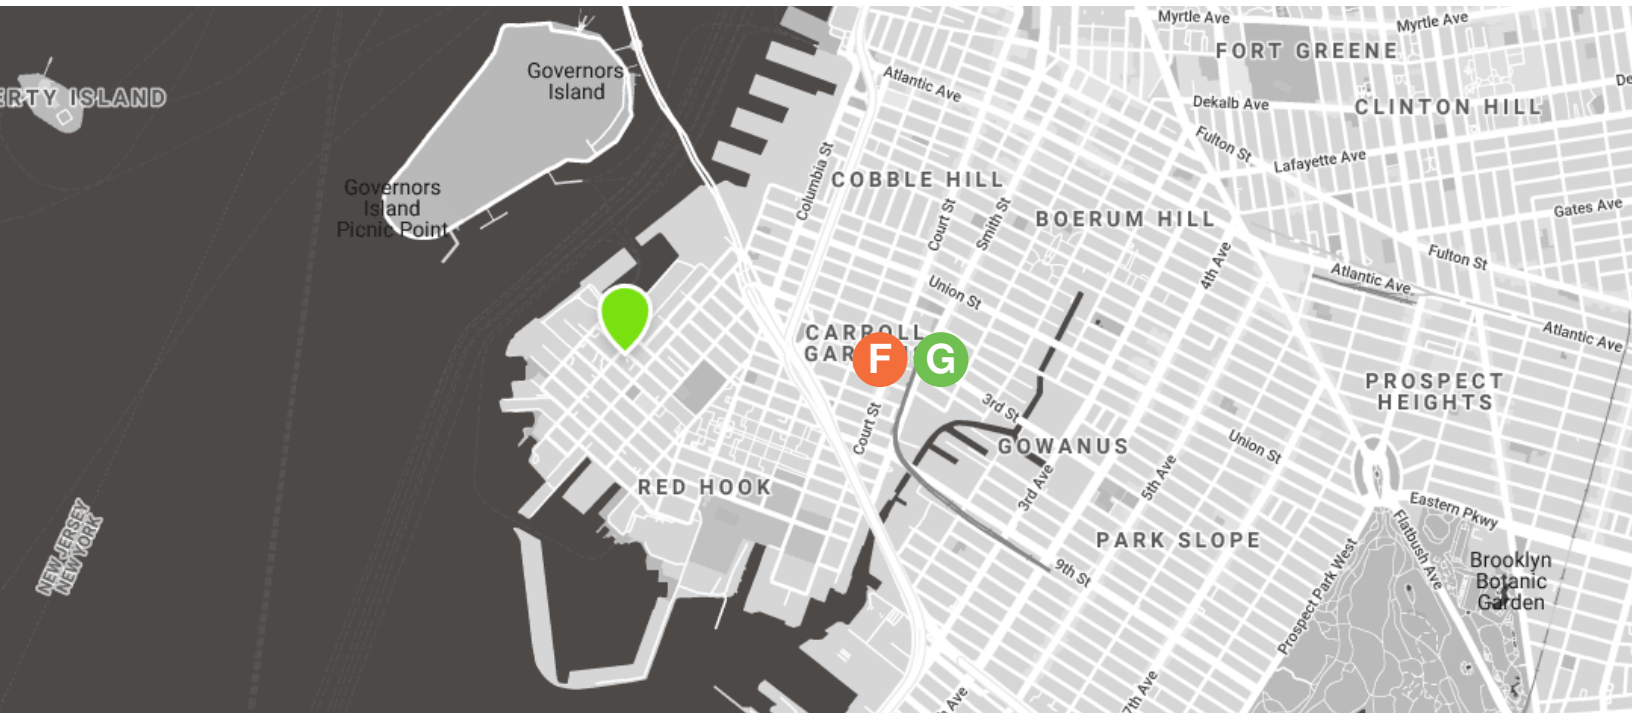 Myrtle Ave
Myrtle Ave
FORT GREENE
Governors
Island
ERTY ISLAND
Atlantic Ave
Dekalb Ave
CLINTON HILL
De
Fulton St
Lafayette Ave
Columbia St
COBBLE HILL
Governors
Island
Picnic Point
Court St
Smith St
BOERUM HILL
Gates Ave
4th Ave
Fulton St
Atlantic Ave
Union St
CARROLL
GAR
F
G
Atlantic Ave
PROSPECT
HEIGHTS
3rd St
Court St
GOWANUS
Union St
RED HOOK
3rd Ave
5th Ave
Eastern Pkwy
NEW JERSEY
NEW YORK
PARK SLOPE
Flatbush Ave
Prospect Park West
9th St
Brooklyn
Botanic
Garden
7th Ave
h Ave